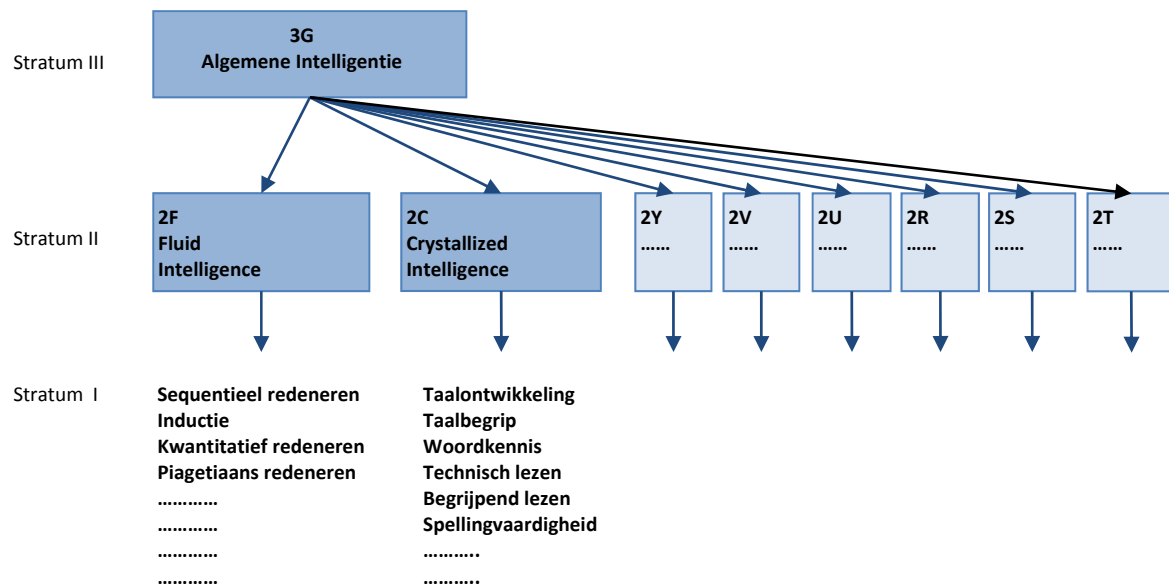 3G
Algemene Intelligentie
Stratum III
2F
Fluid
Intelligence
2C
Crystallized
Intelligence
2Y
……
2V
……
2U
……
2R
……
2S
……
2T
……
Stratum II
Stratum I
Sequentieel redeneren
Inductie
Kwantitatief redeneren
Piagetiaans redeneren
…………
…………
…………
…………
Taalontwikkeling
Taalbegrip
Woordkennis
Technisch lezen
Begrijpend lezen
Spellingvaardigheid
………..
………..